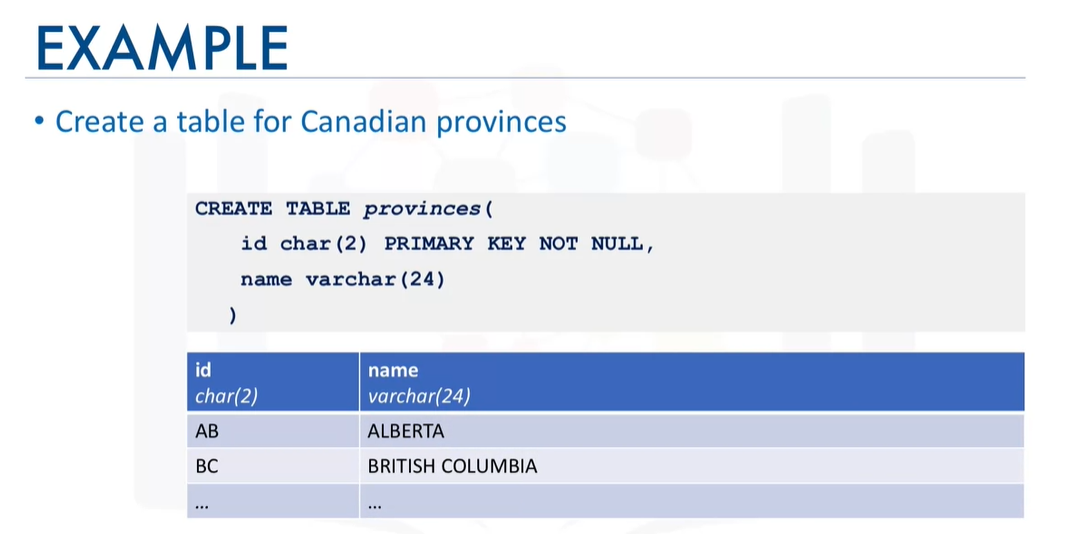 EXAMPLE
• Create a table for Canadian provinces
CREATE TABLE provinces(
id char(2) PRIMARY KEY NOT NULL,
name varchar(24)
)
id name
char(2) varchar(24)
AB ALBERTA
BC BRITISH COLUMBIA
... ...